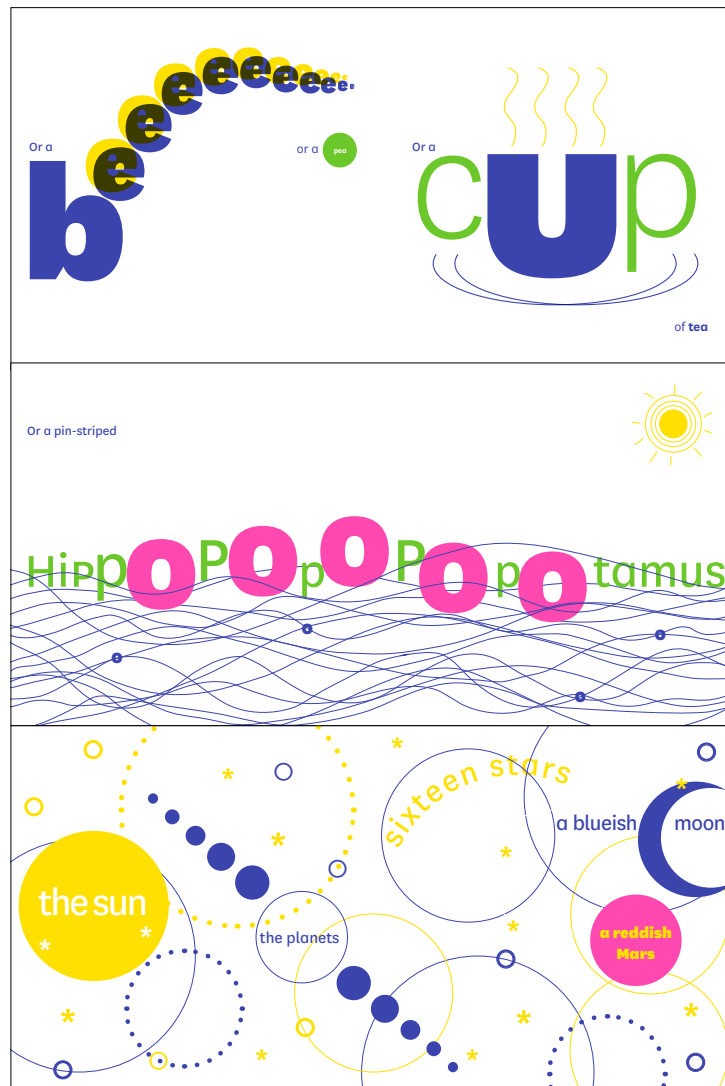 Or a
beeeeeeeeee
or a pea
Or a
cup
of tea
Or a pin-striped
HiPpoPopoPopotamus
sixteen stars
a blueish moon
the sun
a reddish
Mars
the planets